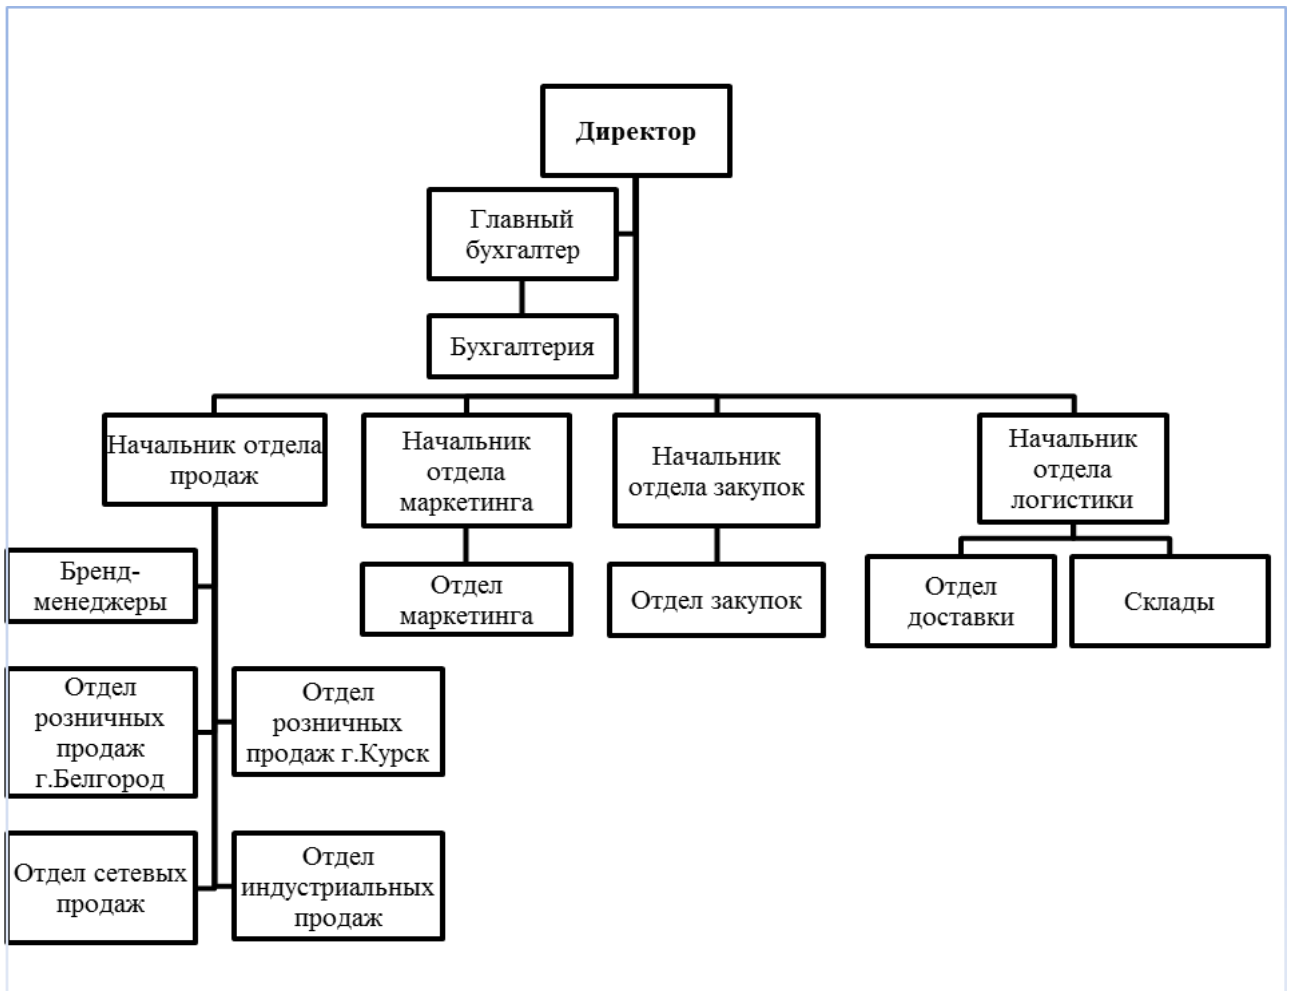 Директор
Главный
бухгалтер
Бухгалтерия
Начальник отдела
продаж
Начальник
отдела
маркетинга
Начальник
отдела закупок
Начальник
отдела
логистики
Бренд-
менеджеры
Отдел
маркетинга
Отдел закупок
Отдел
доставки
Склады
Отдел
розничных
продаж
г.Белгород
Отдел
розничных
продаж г.Курск
Отдел сетевых
продаж
Отдел
индустриальных
продаж